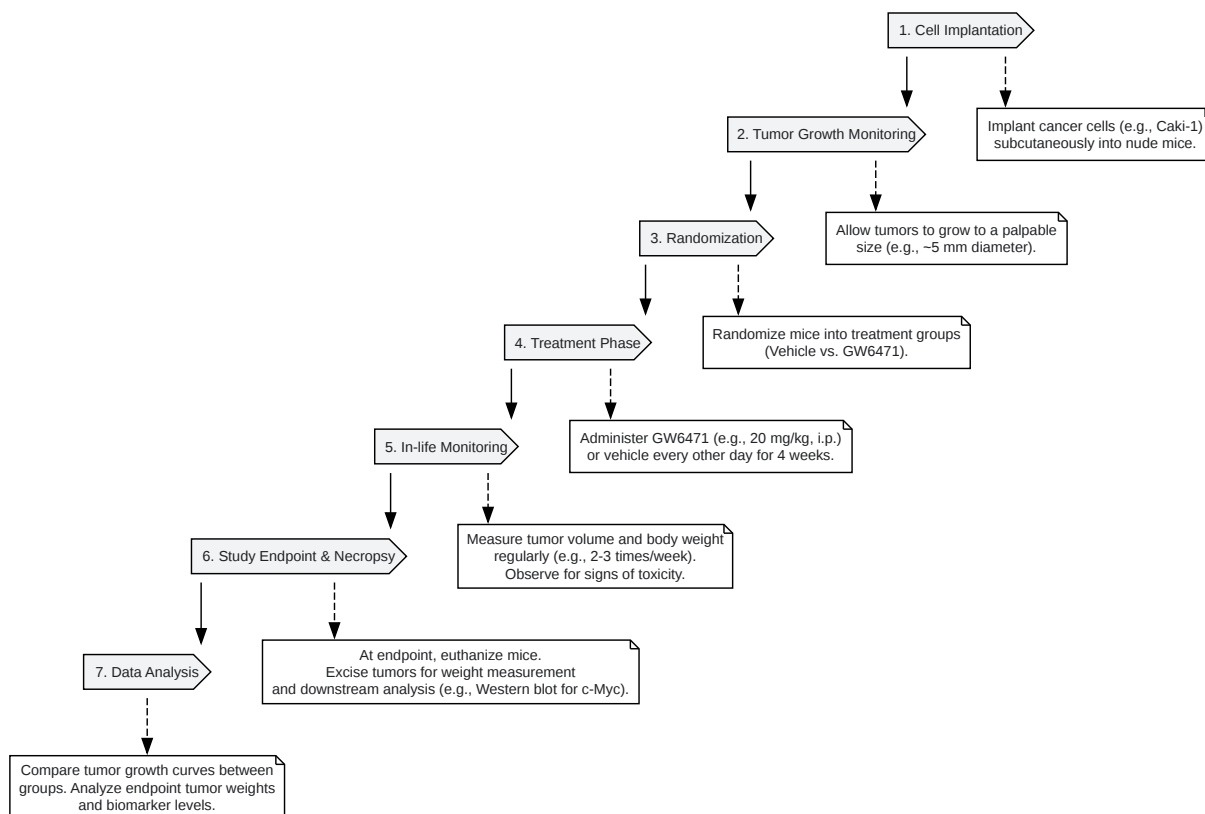 1. Cell Implantation
Implant cancer cells (e.g., Caki-1)
subcutaneously into nude mice.
2. Tumor Growth Monitoring
Allow tumors to grow to a palpable
size (e.g., ~5 mm diameter).
3. Randomization
Randomize mice into treatment groups
(Vehicle vs. GW6471).
4. Treatment Phase
Administer GW6471 (e.g., 20 mg/kg, i.p.)
or vehicle every other day for 4 weeks.
5. In-life Monitoring
Measure tumor volume and body weight
regularly (e.g., 2-3 times/week).
Observe for signs of toxicity.
6. Study Endpoint & Necropsy
At endpoint, euthanize mice.
Excise tumors for weight measurement
and downstream analysis (e.g., Western blot for c-Myc).
7. Data Analysis
Compare tumor growth curves between
groups. Analyze endpoint tumor weights
and biomarker levels.